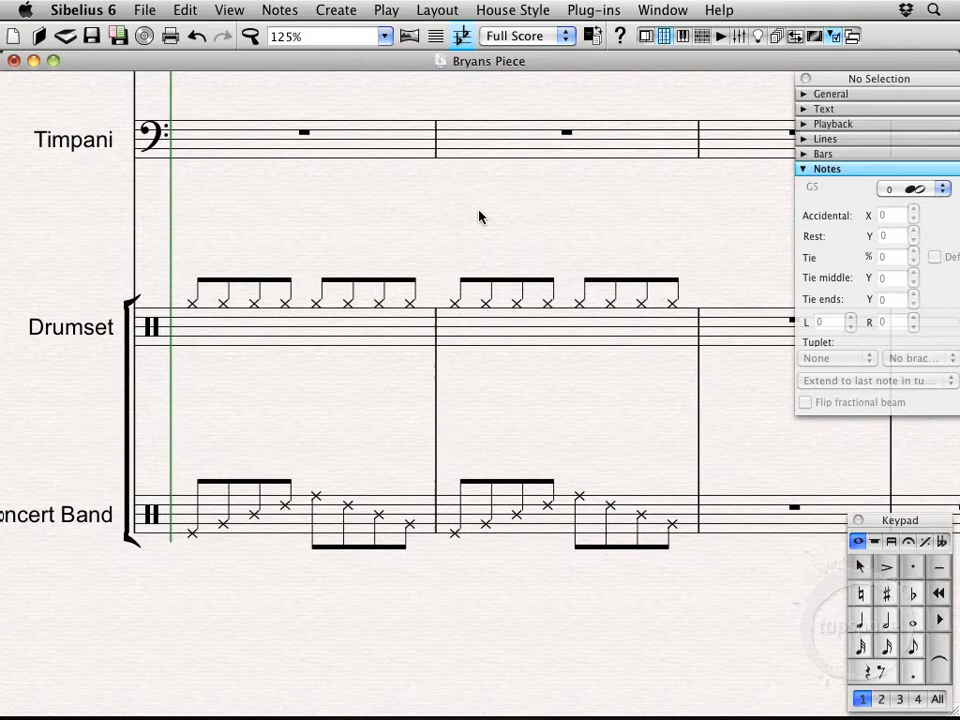 Sibelius 6 File Edit View Notes Create Play Layout House Style Plug-ins Window Help
125% Full Score ?
Bryans Piece
No Selection
General
Text
Playback
Lines
Bars
Notes
G5 0
Accidental: X 0
Rest: Y 0
Tie % 0 Def
Tie middle: Y 0
Tie ends: Y 0
L 0 R 0
Tuplet:
None No brac...
Extend to last note in tu...
Flip fractional beam
Timpani
Drumset
oncert Band
Keypad
1 2 3 4 All